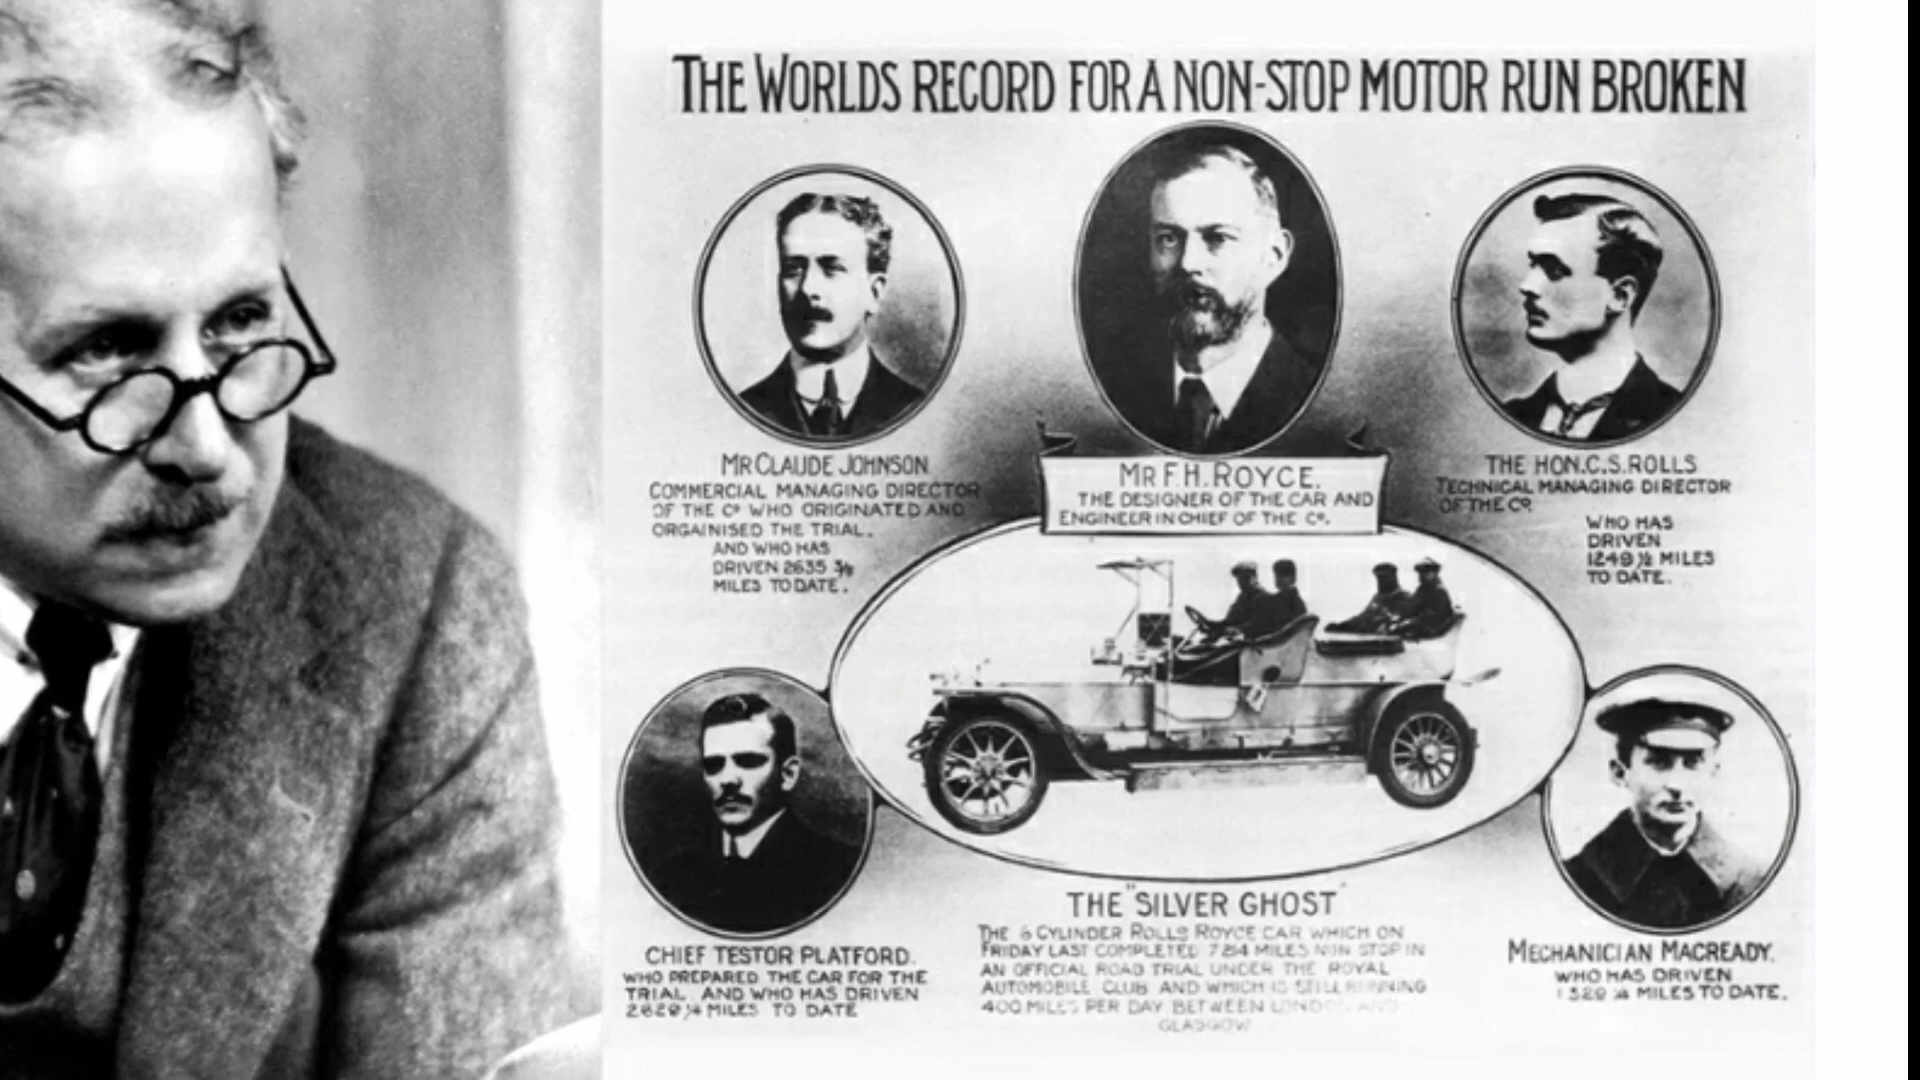 THE WORLDS RECORD FOR A NON-STOP MOTOR RUN BROKEN
MR CLAUDE JOHNSON
COMMERCIAL MANAGING DIRECTOR
OF THE Cº WHO ORIGINATED AND
ORGAINISED THE TRIAL.
AND WHO HAS
DRIVEN 2635 3/4
MILES TO DATE.
MR F.H. ROYCE.
THE DESIGNER OF THE CAR AND
ENGINEER IN CHIEF OF THE Cº.
THE HON. C.S. ROLLS
TECHNICAL MANAGING DIRECTOR
OF THE Cº
WHO HAS
DRIVEN
1249 1/2 MILES
TO DATE.
CHIEF TESTOR PLATFORD.
WHO PREPARED THE CAR FOR THE
TRIAL. AND WHO HAS DRIVEN
2829 1/4 MILES TO DATE
THE "SILVER GHOST"
THE 6 CYLINDER ROLLS ROYCE CAR WHICH ON
FRIDAY LAST COMPLETED MILES NON STOP IN
AN OFFICIAL ROAD TRIAL UNDER THE ROYAL
AUTOMOBILE CLUB AND WHICH IS STILL RUNNING
400 MILES PER DAY BETWEEN LONDON AND
GLASGOW
MECHANICIAN MACREADY.
WHO HAS DRIVEN
MILES TO DATE.